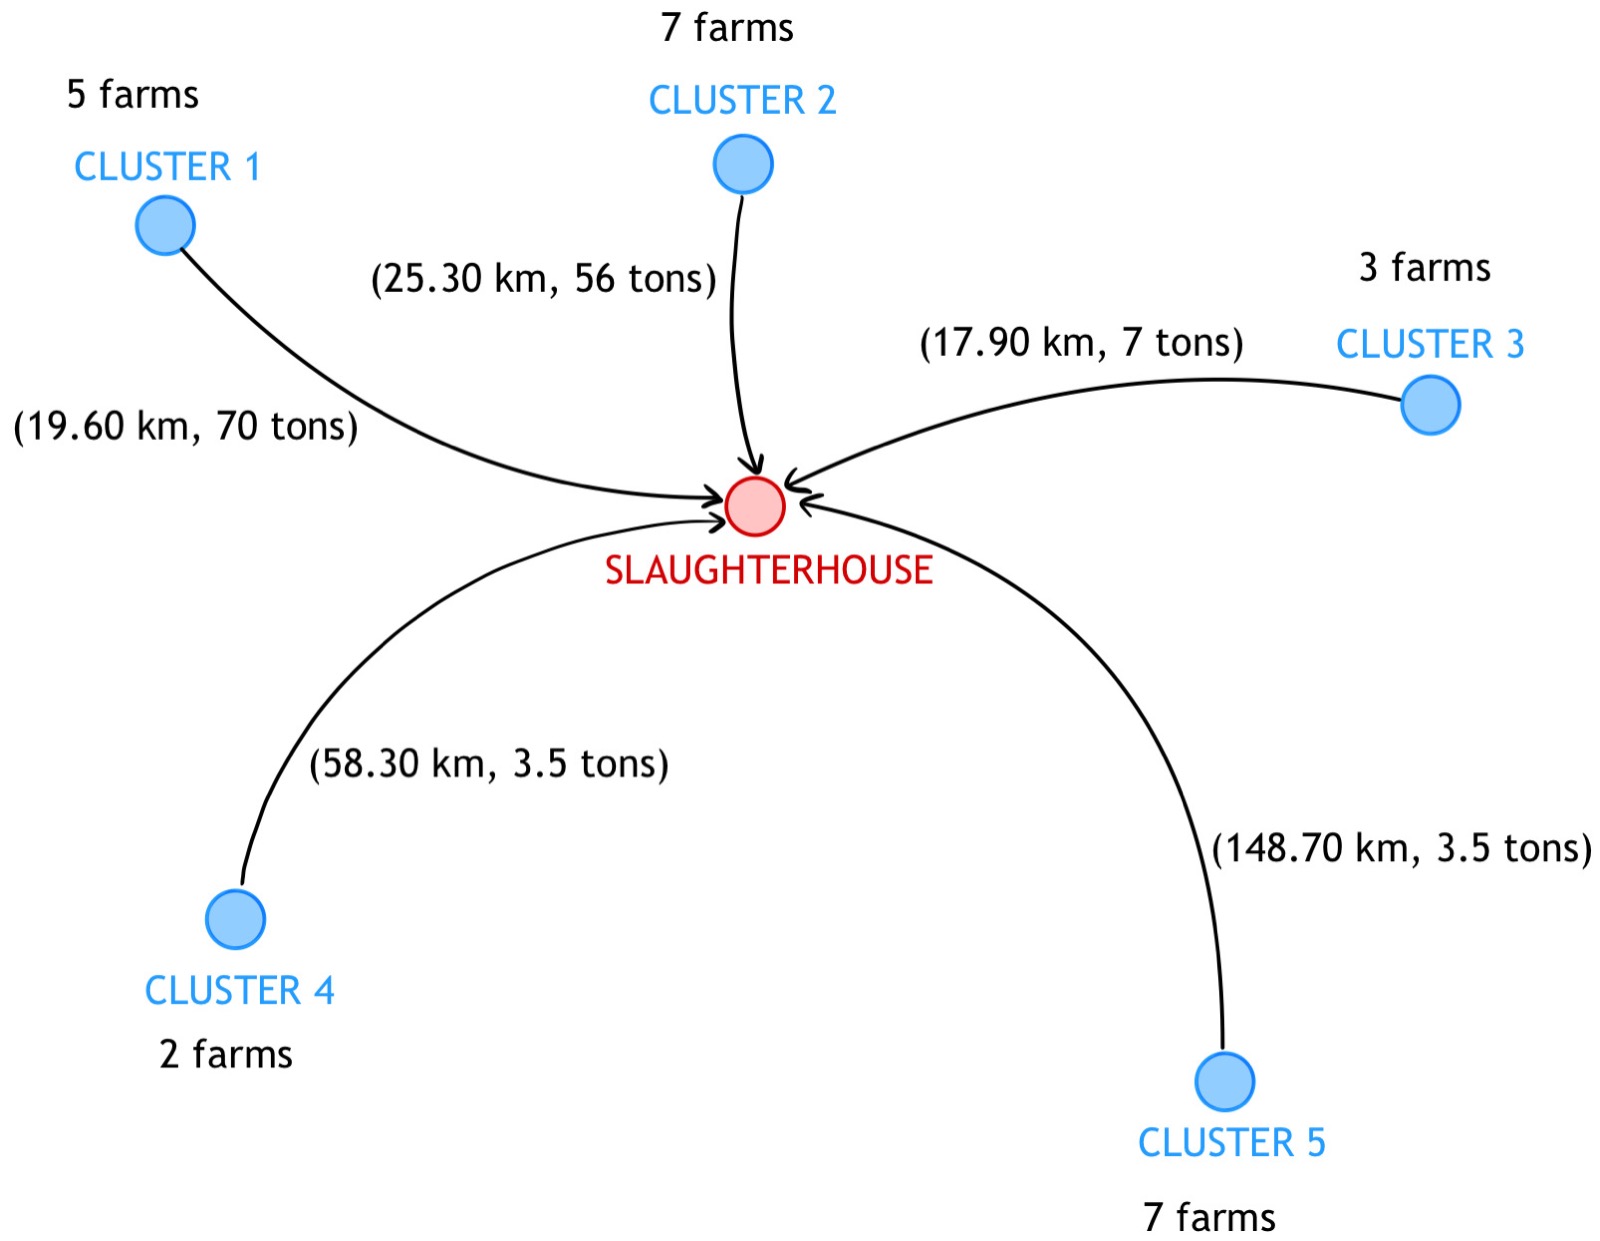 7 farms
5 farms
CLUSTER 2
CLUSTER 1
3 farms
(25.30 km, 56 tons)
(17.90 km, 7 tons)
CLUSTER 3
(19.60 km, 70 tons)
SLAUGHTERHOUSE
(58.30 km, 3.5 tons)
(148.70 km, 3.5 tons)
CLUSTER 4
2 farms
CLUSTER 5
7 farms